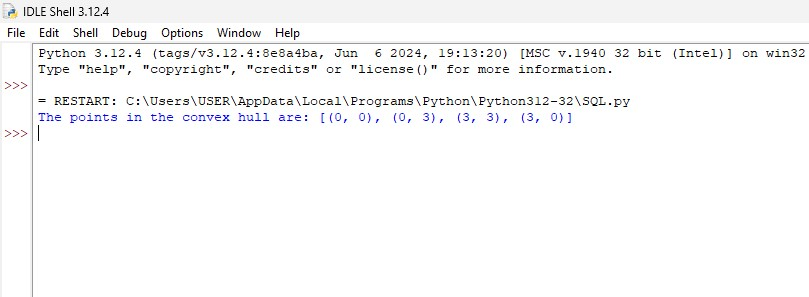 IDLE Shell 3.12.4
File Edit Shell Debug Options Window Help
Python 3.12.4 (tags/v3.12.4:8e8a4ba, Jun  6 2024, 19:13:20) [MSC v.1940 32 bit (Intel)] on win32
Type "help", "copyright", "credits" or "license()" for more information.
>>>
= RESTART: C:\Users\USER\AppData\Local\Programs\Python\Python312-32\SQL.py
The points in the convex hull are: [(0, 0), (0, 3), (3, 3), (3, 0)]
>>>